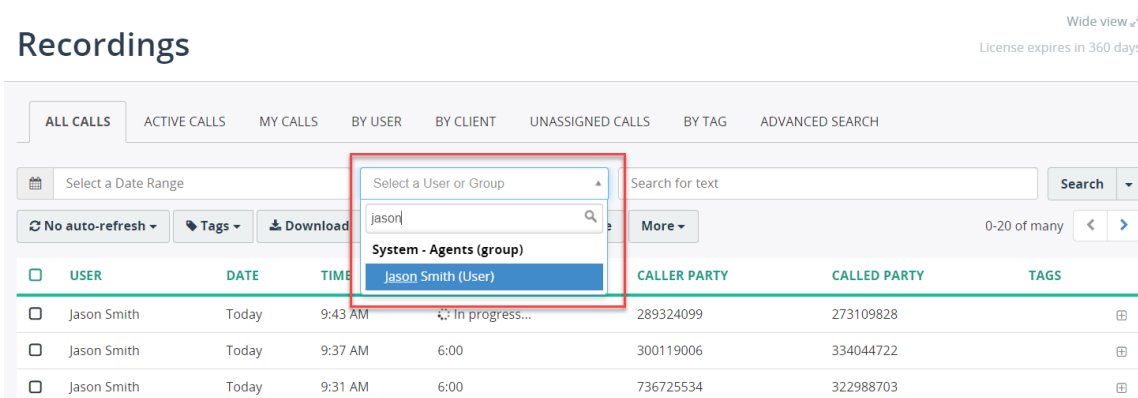 Wide view
Recordings
License expires in 360 days
ALL CALLS ACTIVE CALLS MY CALLS BY USER BY CLIENT UNASSIGNED CALLS BY TAG ADVANCED SEARCH
Select a Date Range Select a User or Group Search for text Search
No auto-refresh Tags Download More 0-20 of many
jason
System - Agents (group)
Jason Smith (User)
USER DATE TIME CALLER PARTY CALLED PARTY TAGS
Jason Smith Today 9:43 AM In progress... 289324099 273109828
Jason Smith Today 9:37 AM 6:00 300119006 334044722
Jason Smith Today 9:31 AM 6:00 736725534 322988703